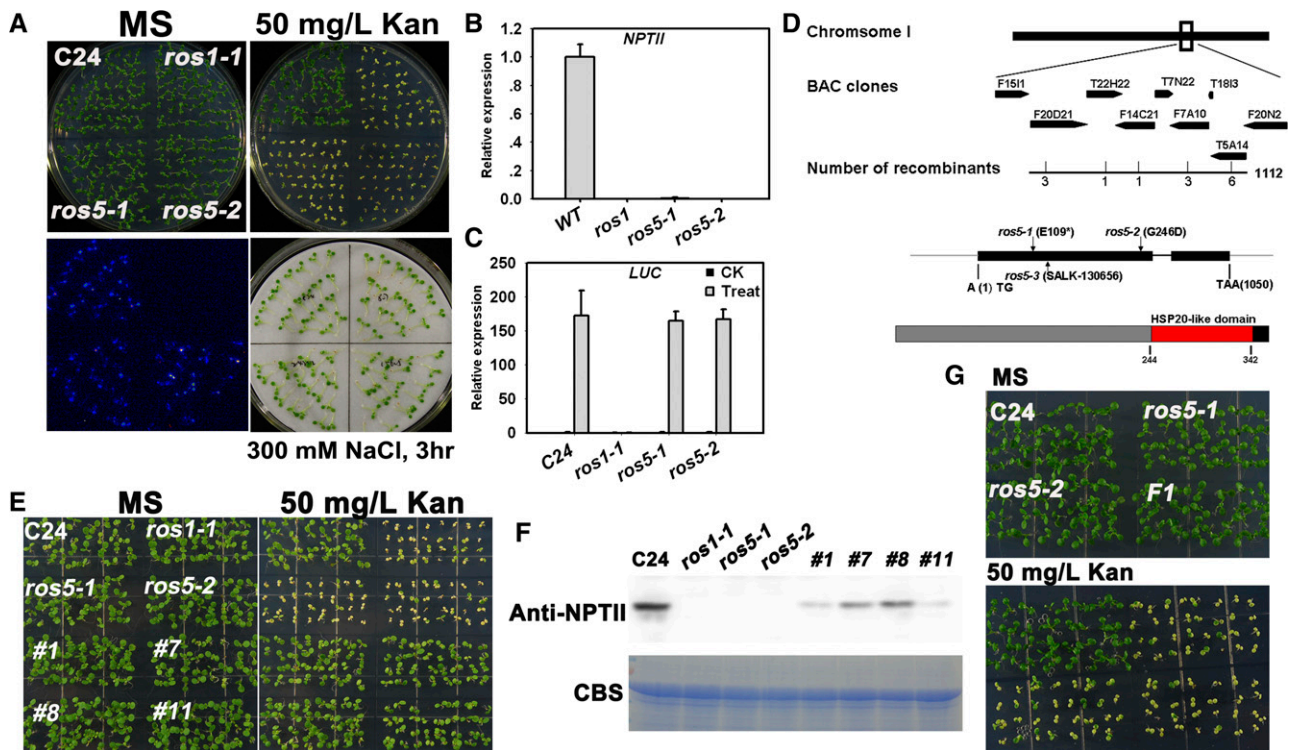 A
MS
50 mg/L Kan
C24
ros1-1
ros5-1
ros5-2
300 mM NaCl, 3hr
B
NPTII
Relative expression
1.2
1.0
.8
.6
.4
.2
0.0
WT
ros1
ros5-1
ros5-2
C
LUC
CK
Treat
Relative expression
250
200
150
100
50
0
C24
ros1-1
ros5-1
ros5-2
D
Chromsome I
BAC clones
F15I1
T22H22
T7N22
T18I3
F20D21
F14C21
F7A10
F20N2
T5A14
Number of recombinants
3
1
1
3
6
1112
ros5-1 (E109*)
ros5-2 (G246D)
ros5-3 (SALK-130656)
A (1) TG
TAA(1050)
HSP20-like domain
244
342
E
MS
50 mg/L Kan
C24
ros1-1
ros5-1
ros5-2
#1
#7
#8
#11
F
C24
ros1-1
ros5-1
ros5-2
#1
#7
#8
#11
Anti-NPTII
CBS
G
MS
C24
ros5-1
ros5-2
F1
50 mg/L Kan